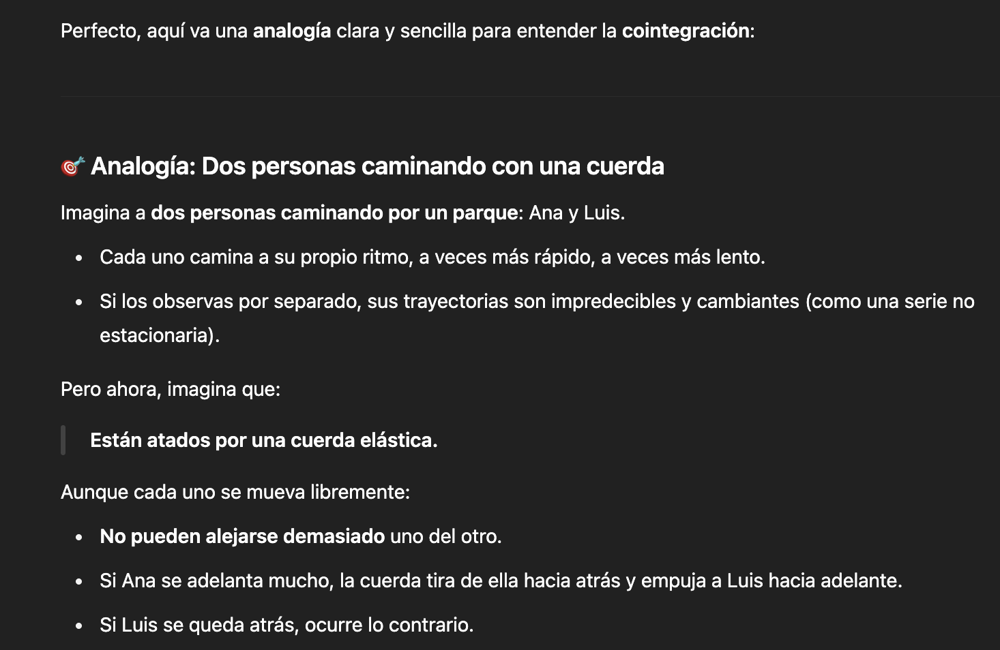 Perfecto, aquí va una analogía clara y sencilla para entender la cointegración:
🎯 Analogía: Dos personas caminando con una cuerda
Imagina a dos personas caminando por un parque: Ana y Luis.
• Cada uno camina a su propio ritmo, a veces más rápido, a veces más lento.
• Si los observas por separado, sus trayectorias son impredecibles y cambiantes (como una serie no
estacionaria).
Pero ahora, imagina que:
Están atados por una cuerda elástica.
Aunque cada uno se mueva libremente:
• No pueden alejarse demasiado uno del otro.
• Si Ana se adelanta mucho, la cuerda tira de ella hacia atrás y empuja a Luis hacia adelante.
• Si Luis se queda atrás, ocurre lo contrario.